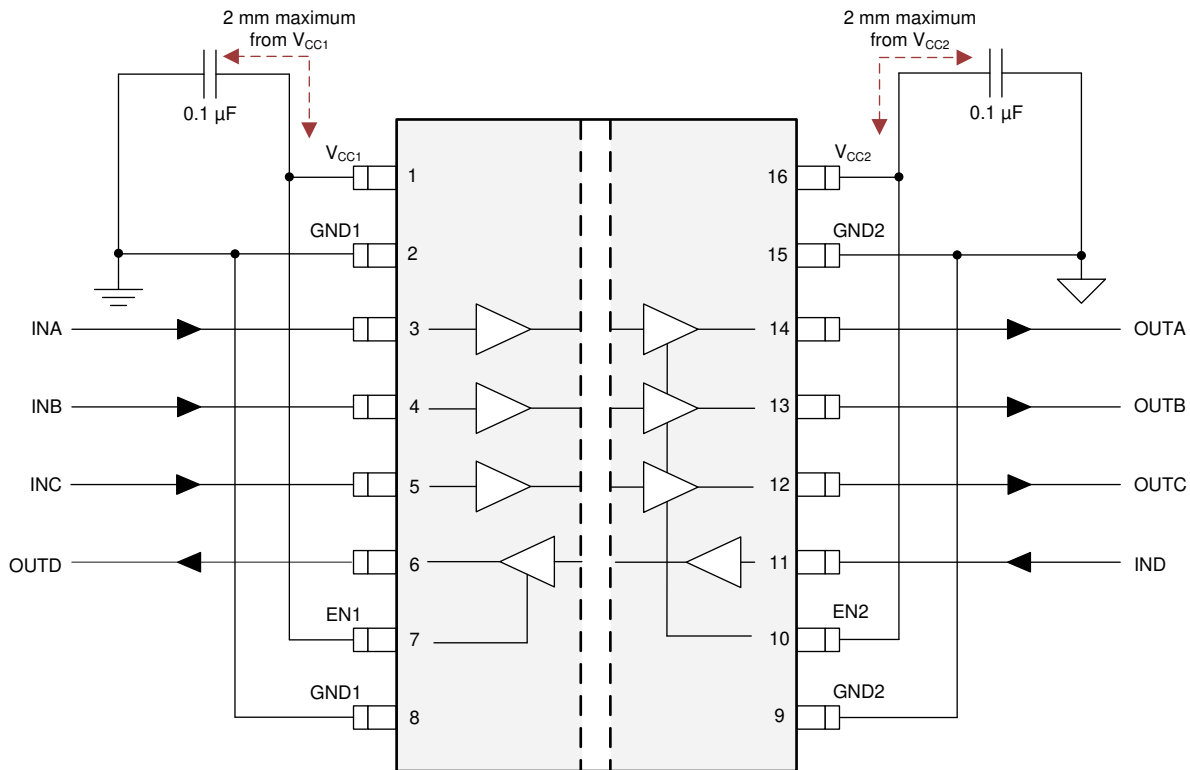 2 mm maximum
from VCC1
2 mm maximum
from VCC2
0.1 µF
0.1 µF
VCC1
1
16
VCC2
GND1
2
15
GND2
INA
3
14
OUTA
INB
4
13
OUTB
INC
5
12
OUTC
OUTD
6
11
IND
EN1
7
10
EN2
GND1
8
9
GND2